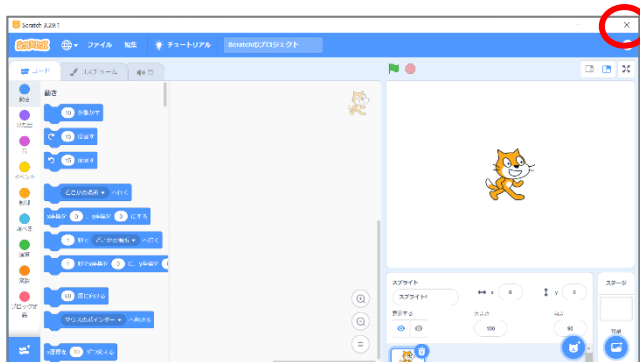 Scratch 3.29.1
ファイル 編集 チュートリアル Scratchのプロジェクト
コード コスチューム 音
動き
動き
10 歩動かす
見た目
15 度回す
音
15 度回す
イベント
制御
どこかの場所 へ行く
調べる
x座標を 0 、y座標を 0 にする
演算
1 秒で どこかの場所 へ行く
変数
1 秒でx座標を 0 に、y座標を 0
ブロック定義
90 度に向ける
マウスのポインター へ向ける
x座標を 10 ずつ変える
スプライト
スプライト1 x 0 y 0
表示する 大きさ 向き
100 90
ステージ
背景